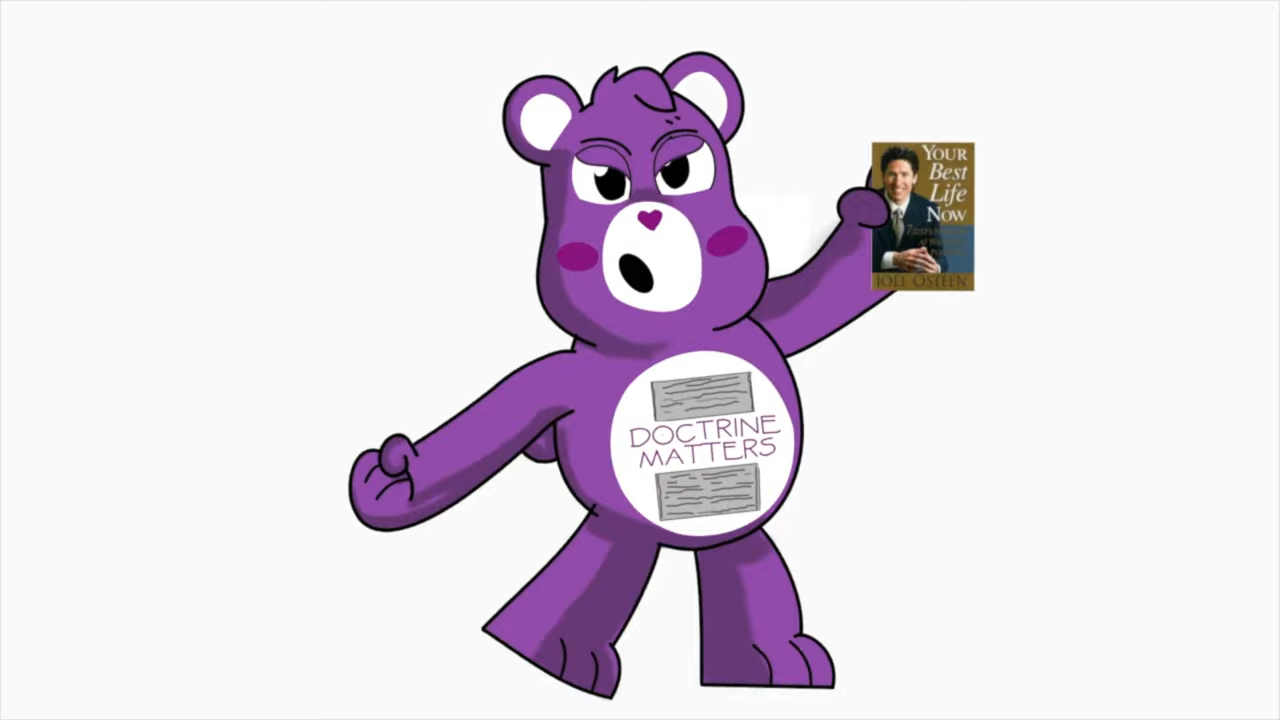 YOUR
Best
Life
NOW
JOEL OSTEEN
DOCTRINE
MATTERS